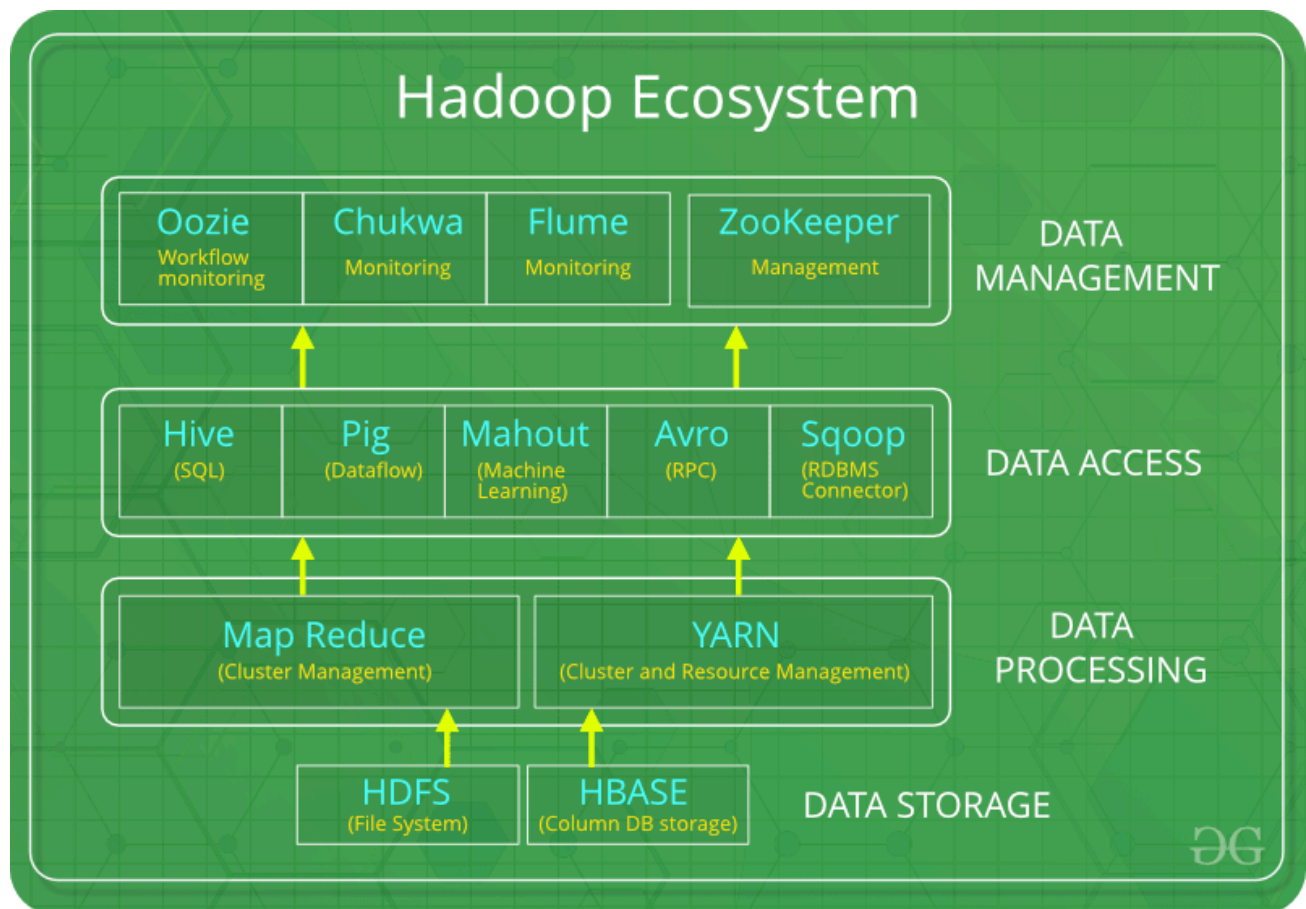 Hadoop Ecosystem
Oozie
Workflow
monitoring
Chukwa
Monitoring
Flume
Monitoring
ZooKeeper
Management
DATA
MANAGEMENT
Hive
(SQL)
Pig
(Dataflow)
Mahout
(Machine
Learning)
Avro
(RPC)
Sqoop
(RDBMS
Connector)
DATA ACCESS
Map Reduce
(Cluster Management)
YARN
(Cluster and Resource Management)
DATA
PROCESSING
HDFS
(File System)
HBASE
(Column DB storage)
DATA STORAGE